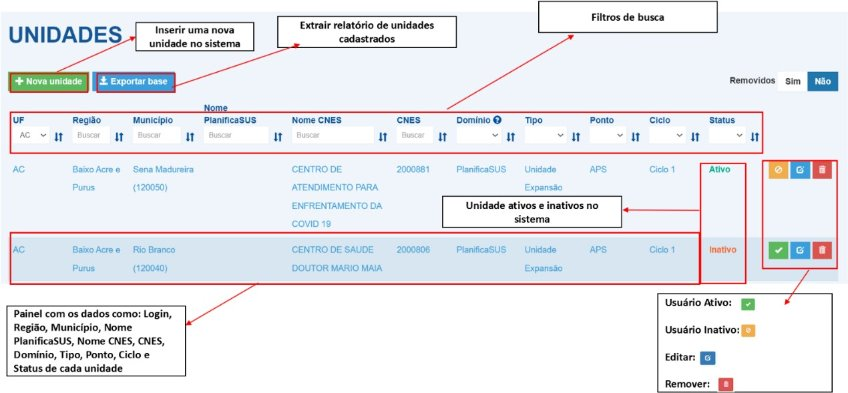 UNIDADES
Inserir uma nova
unidade no sistema
Extrair relatório de unidades
cadastrados
Filtros de busca
Nova unidade
Exportar base
Removidos Sim Não
UF Região Município Nome PlanificaSUS Nome CNES CNES Domínio Tipo Ponto Ciclo Status
AC Buscar Buscar Buscar Buscar Buscar
AC Baixo Acre e Sena Madureira CENTRO DE 2000881 PlanificaSUS Unidade APS Ciclo 1 Ativo
Purus (120050) ATENDIMENTO PARA Expansão
ENFRENTAMENTO DA
COVID 19
Unidade ativos e inativos no
sistema
AC Baixo Acre e Rio Branco CENTRO DE SAUDE 2000806 PlanificaSUS Unidade APS Ciclo 1 Inativo
Purus (120040) DOUTOR MARIO MAIA Expansão
Painel com os dados como: Login,
Região, Município, Nome
PlanificaSUS, Nome CNES, CNES,
Domínio, Tipo, Ponto, Ciclo e
Status de cada unidade
Usuário Ativo:
Usuário Inativo:
Editar:
Remover: